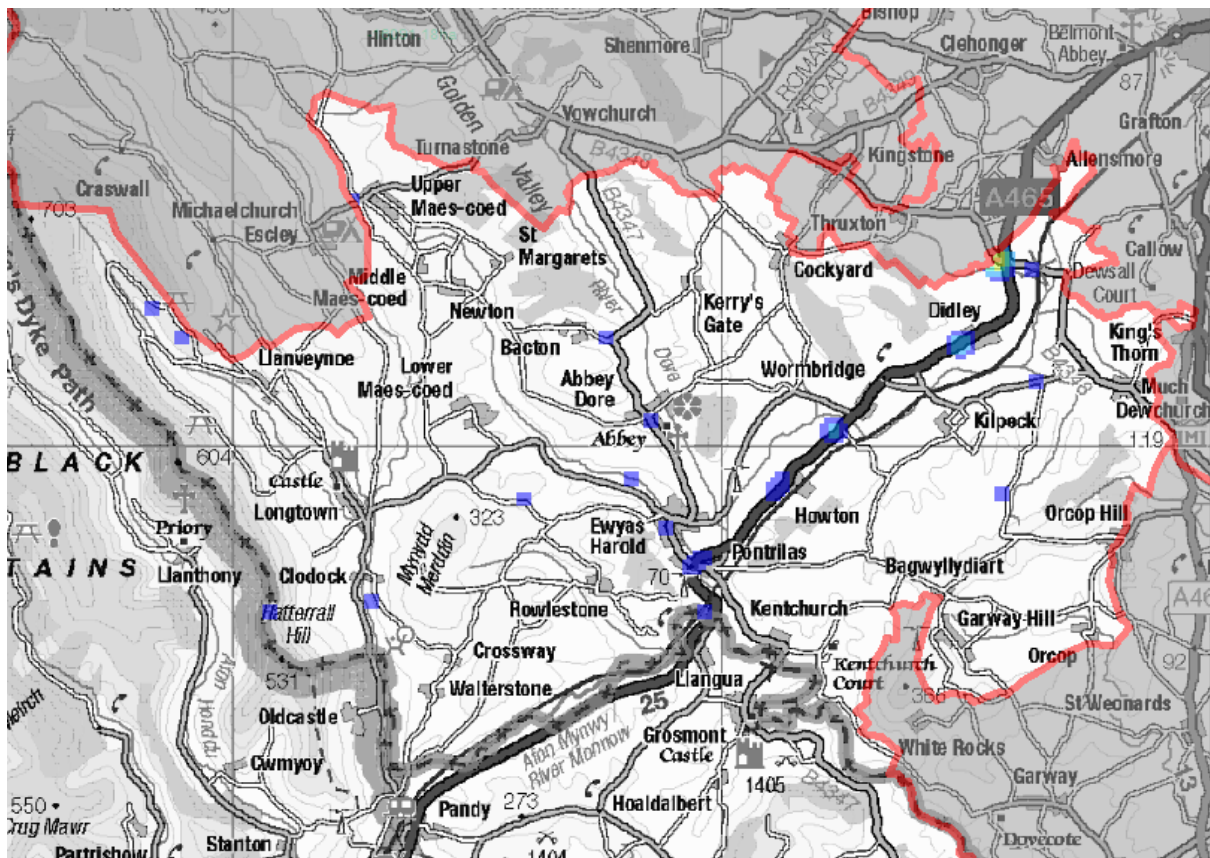 Bishop
Hinton
Shenmore
Clehonger
Belmont
Abbey
87
Golden
Vowchurch
ROMAN
ROAD
B4349
Grafton
Turnastone
B4348
Kingstone
Allensmore
Craswall
Valley
Upper
Maes-coed
A465
703
Michaelchurch
Escley
B4347
Thruxton
St
Margarets
Callow
Middle
Maes-coed
Cockyard
Dewsall
Court
River
Newton
Kerry's
Gate
Didley
King's
Thorn
Bacton
Llanveynoe
Dore
Lower
Maes-coed
Wormbridge
B4348
Dyke
Path
Abbey
Dore
Much
Dewchurch
Kilpeck
Abbey
119
BLACK
604
Castle
Longtown
323
Howton
Orcop Hill
Priory
Ewyas
Harold
Mynydd
Merddin
Pontrilas
TAINS
Llanthony
Clodock
70
Bagwyllydiart
Hatterrall
Hill
Rowlestone
Kentchurch
Garway Hill
Afon Honddu
Crossway
Kentchurch
Court
Orcop
92
531
Walterstone
Llangua
25
St Weonards
Oldcastle
Afon Mynwy /
River Monnow
Grosmont
Castle
White Rocks
Cwmyoy
1405
Garway
550
Crug Mawr
Pandy
273
Hoaldalbert
B4347
Stanton
Dovecote
Partrishow
1404